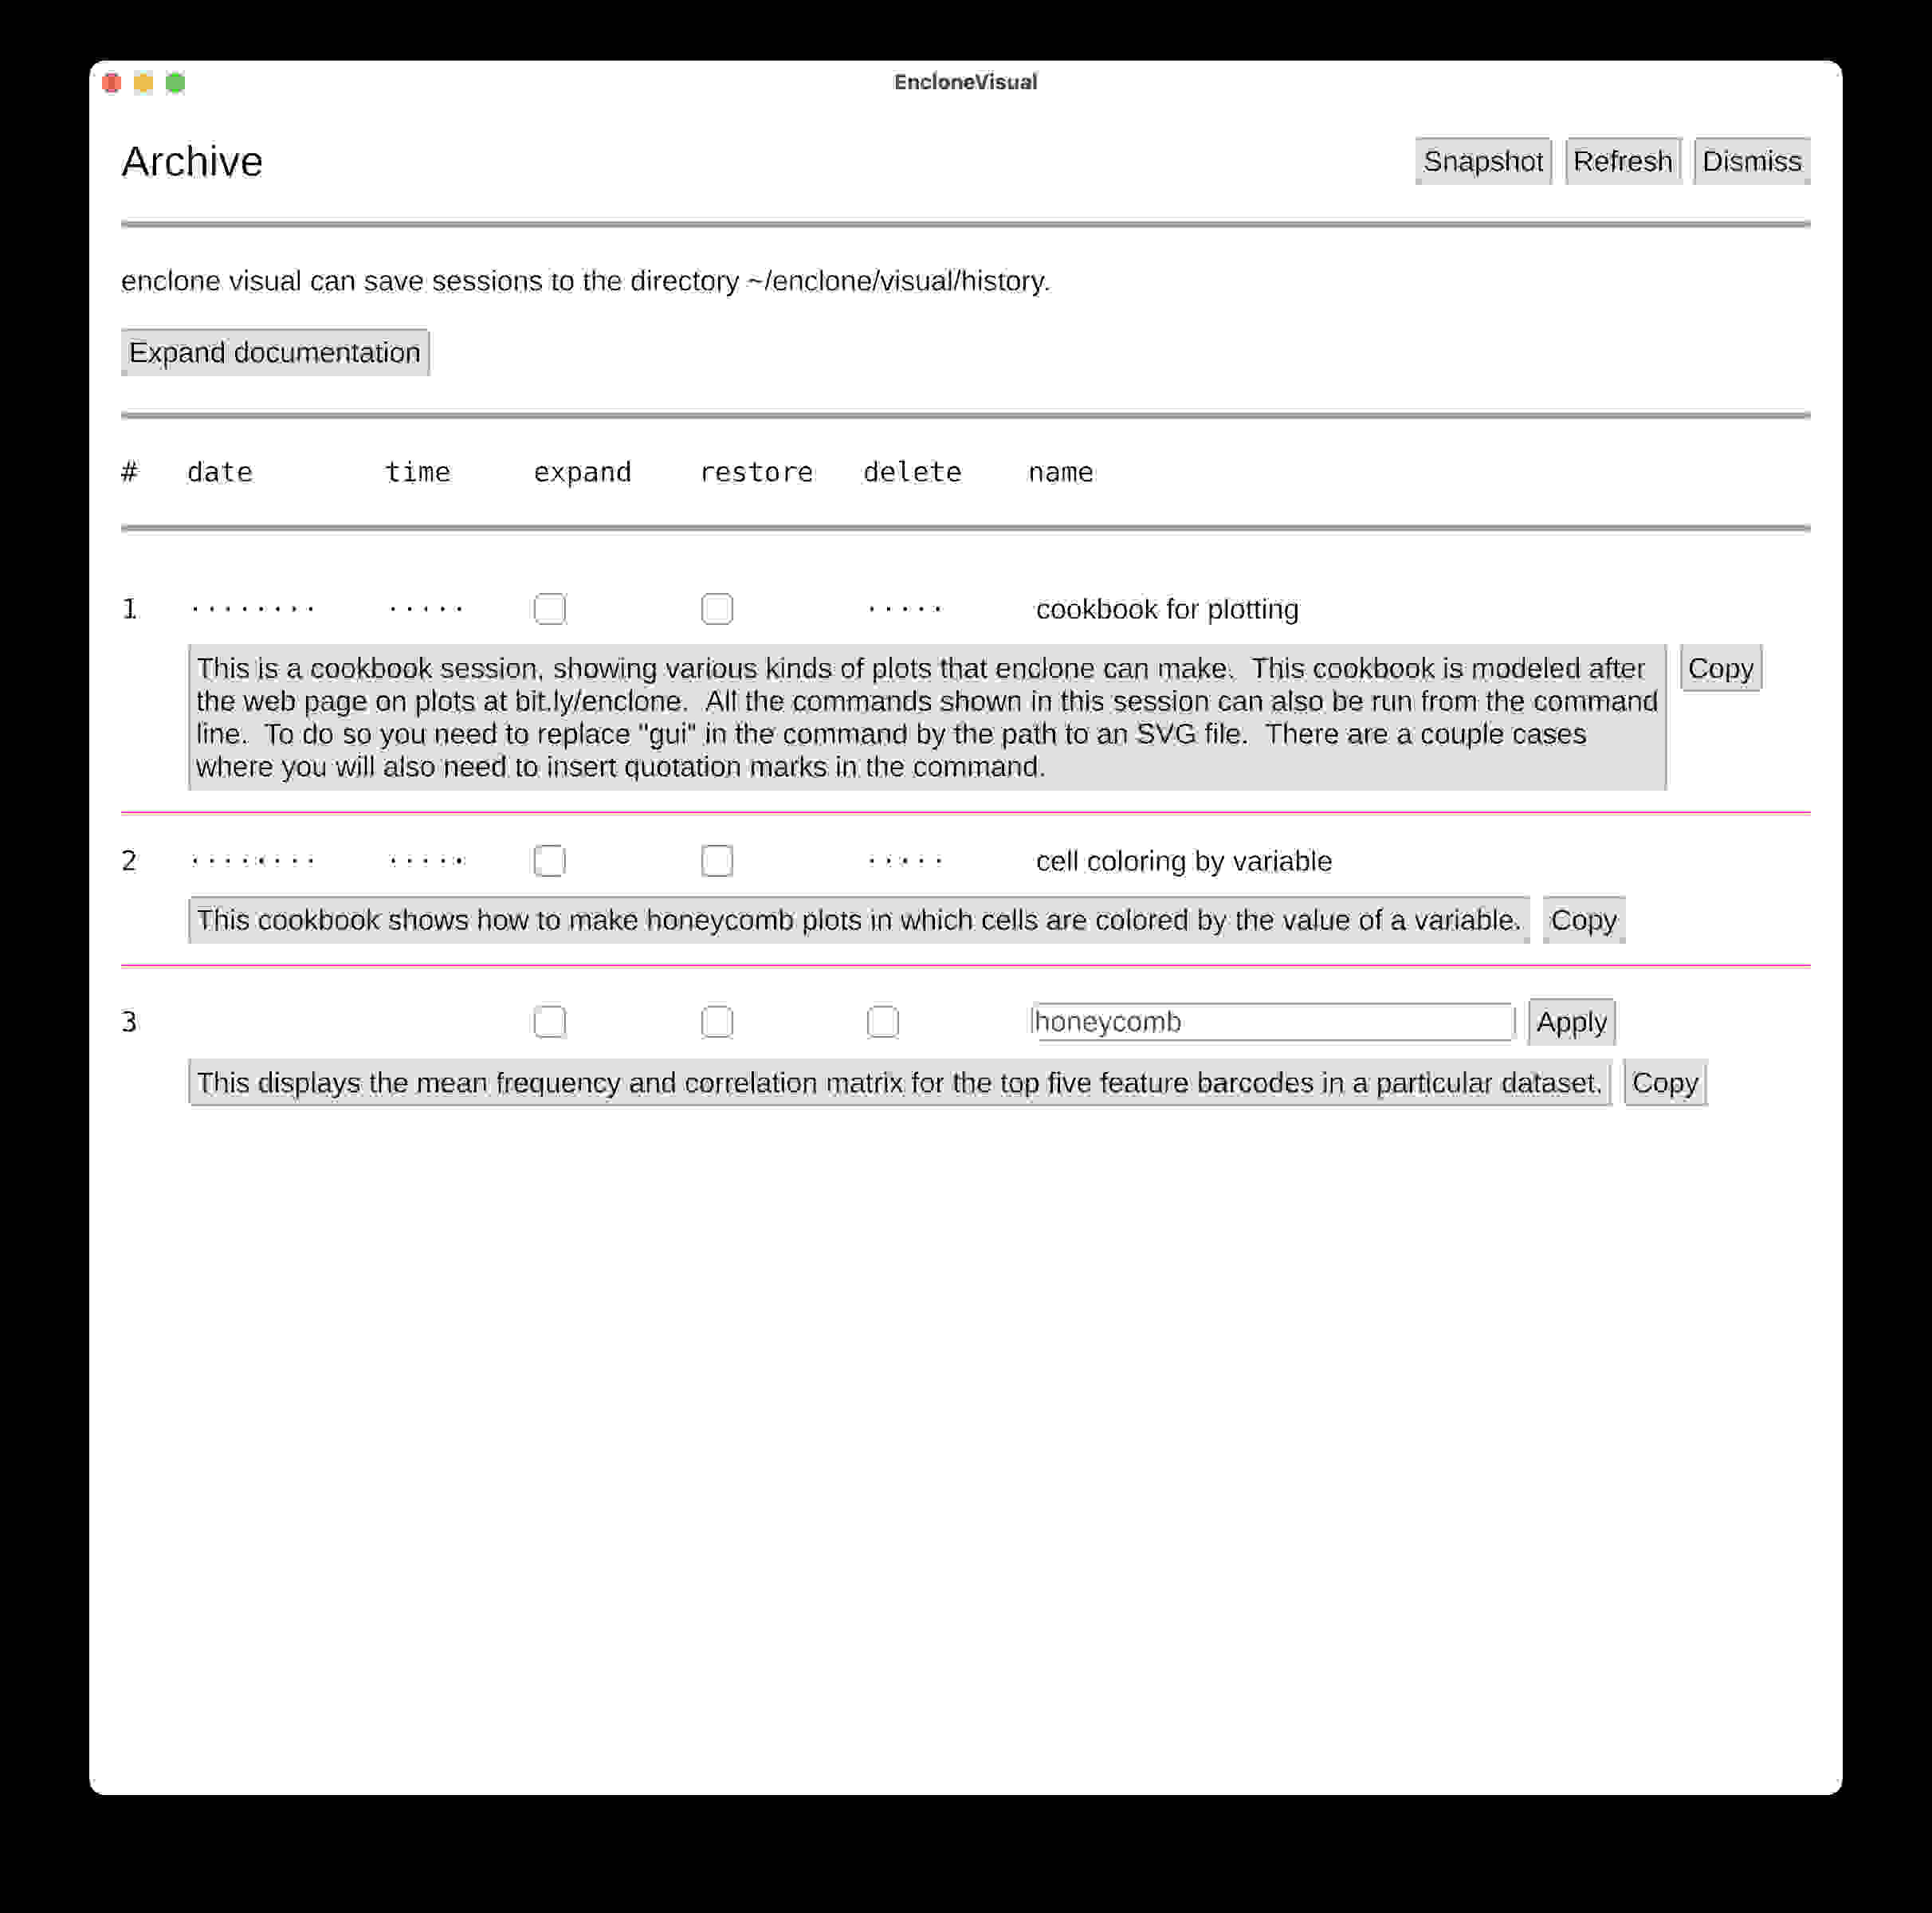 EncloneVisual
Archive Snapshot Refresh Dismiss
enclone visual can save sessions to the directory ~/enclone/visual/history.
Expand documentation
# date time expand restore delete name
1 ········ ····· ····· cookbook for plotting
This is a cookbook session, showing various kinds of plots that enclone can make.  This cookbook is modeled after Copy
the web page on plots at bit.ly/enclone.  All the commands shown in this session can also be run from the command
line.  To do so you need to replace "gui" in the command by the path to an SVG file.  There are a couple cases
where you will also need to insert quotation marks in the command.
2 ········ ····· ····· cell coloring by variable
This cookbook shows how to make honeycomb plots in which cells are colored by the value of a variable. Copy
3 honeycomb Apply
This displays the mean frequency and correlation matrix for the top five feature barcodes in a particular dataset. Copy